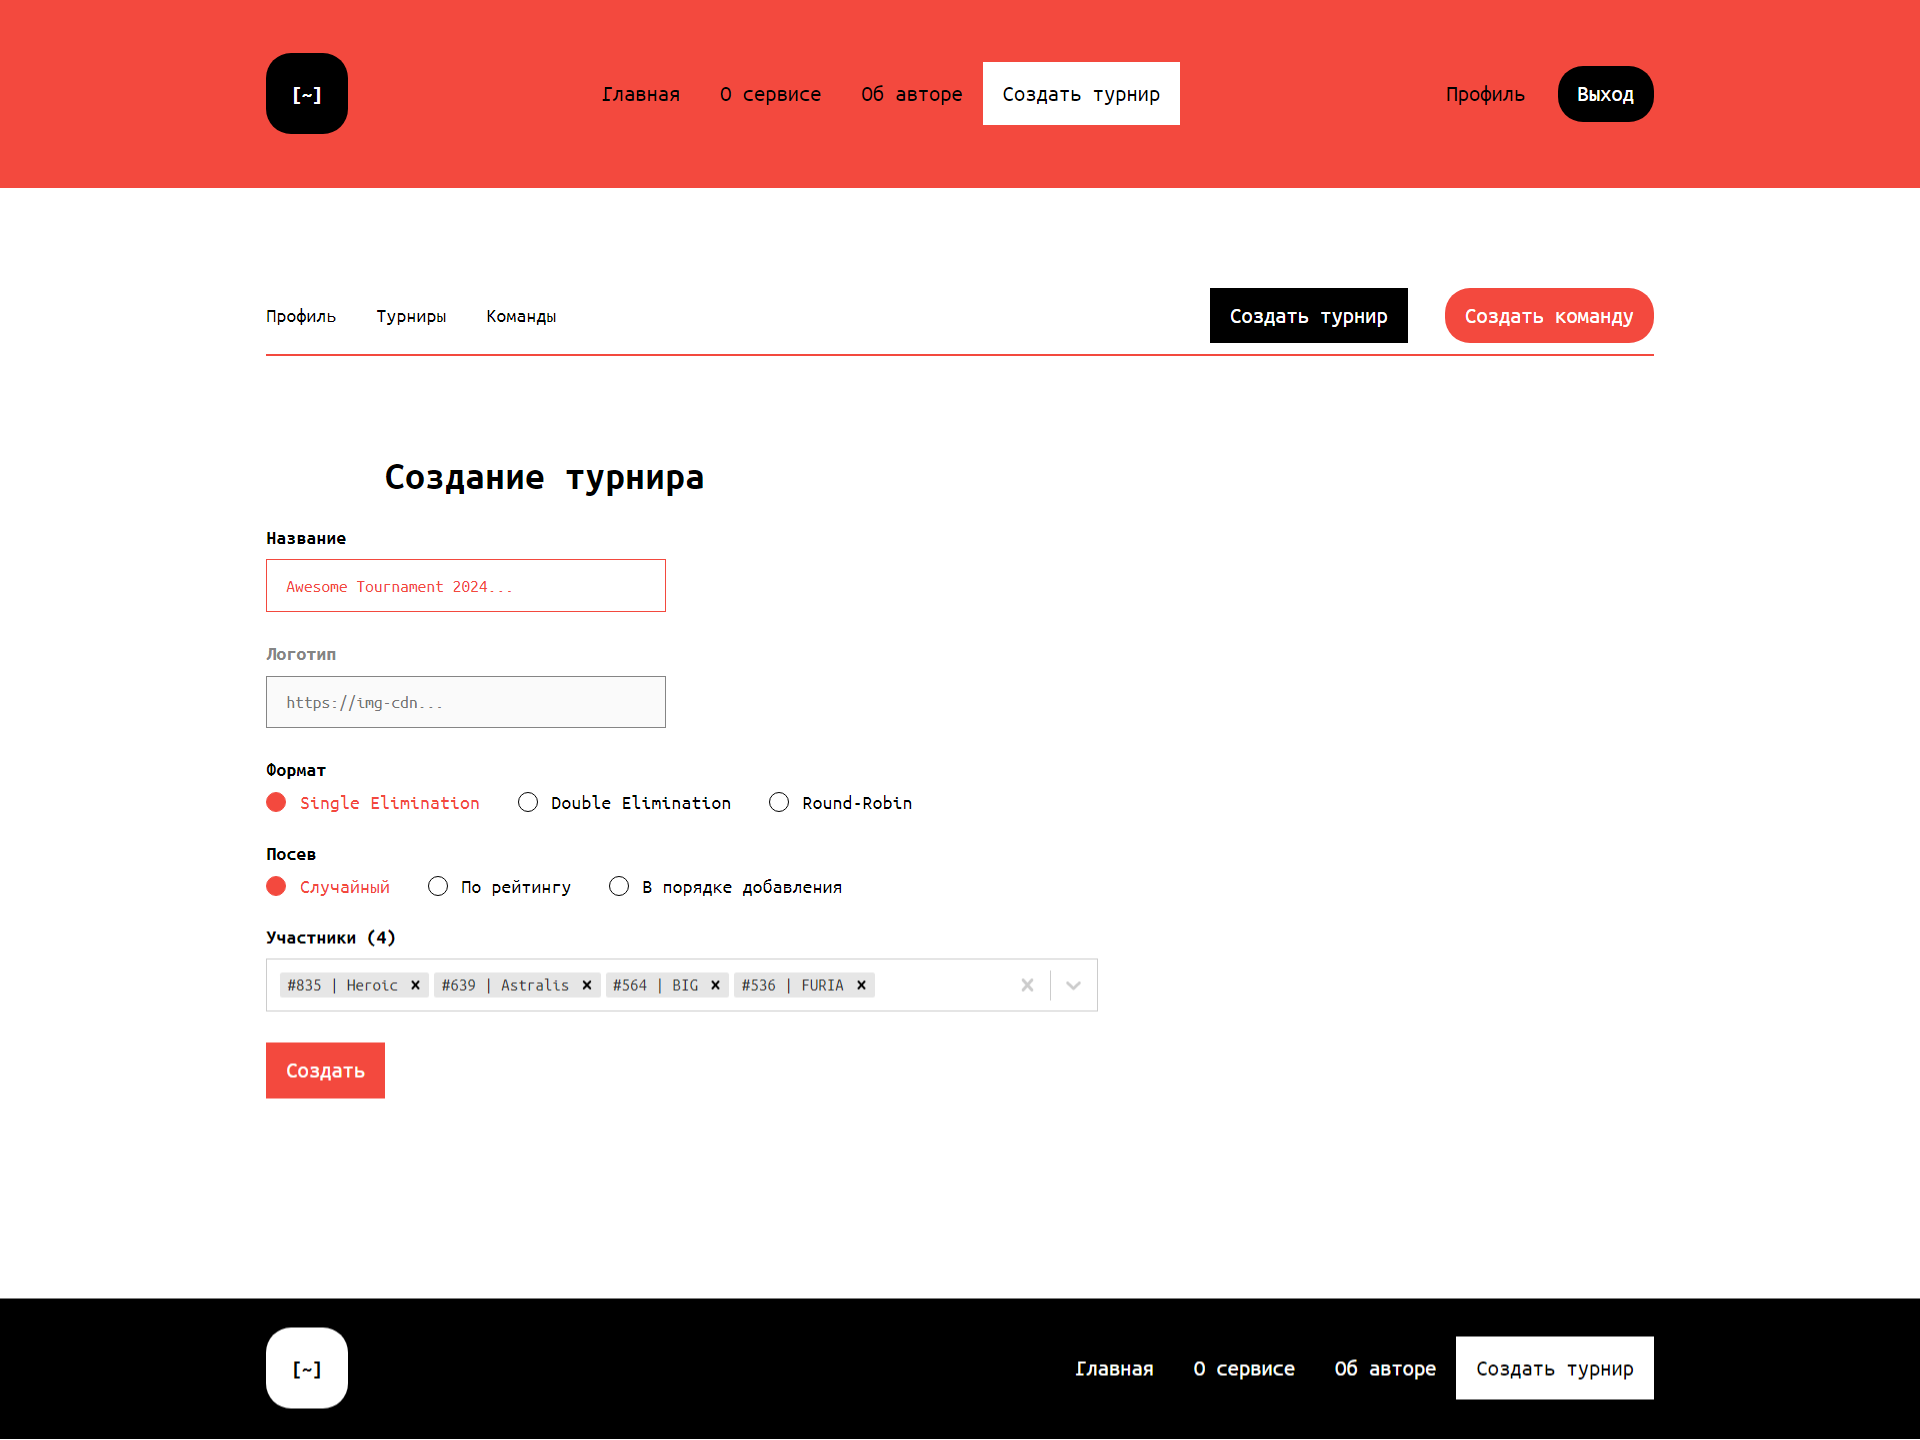 [~] Главная О сервисе Об авторе Создать турнир Профиль Выход
Профиль Турниры Команды Создать турнир Создать команду
Создание турнира
Название
Awesome Tournament 2024...
Логотип
https://img-cdn...
Формат
Single Elimination Double Elimination Round-Robin
Посев
Случайный По рейтингу В порядке добавления
Участники (4)
#835 | Heroic #639 | Astralis #564 | BIG #536 | FURIA
Создать
[~] Главная О сервисе Об авторе Создать турнир